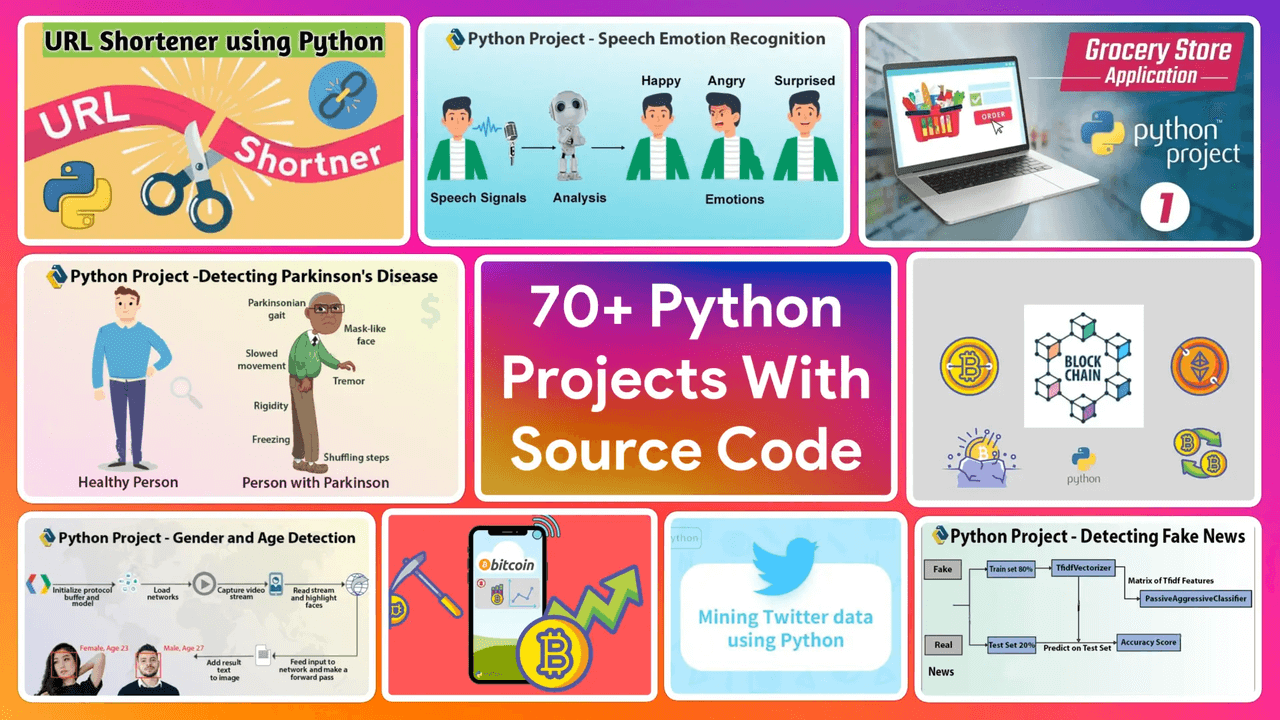 URL Shortener using Python
URL
Shortner
Python Project - Speech Emotion Recognition
Happy
Angry
Surprised
Speech Signals
Analysis
Emotions
Grocery Store
Application
ORDER
python™
project
1
Python Project -Detecting Parkinson's Disease
Parkinsonian
gait
Mask-like
face
Slowed
movement
Tremor
Rigidity
Freezing
Shuffling steps
Healthy Person
Person with Parkinson
70+ Python
Projects With
Source Code
BLOCK
CHAIN
python
Python Project - Gender and Age Detection
Initialize protocol
buffer and
model
Load
networks
Capture video
stream
Read stream
and highlight
faces
Female, Age 23
Male, Age 27
Add result
text
to image
Feed input to
network and make a
forward pass
bitcoin
ython
Mining Twitter data
using Python
Python Project - Detecting Fake News
Fake
Train set 80%
TfidfVectorizer
Matrix of Tfidf Features
PassiveAggressiveClassifier
Real
Test Set 20%
Predict on Test Set
Accuracy Score
News